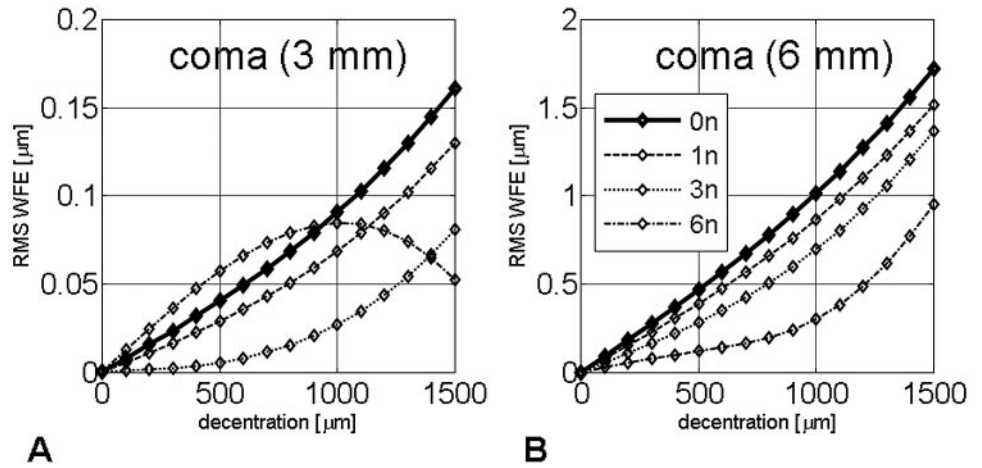 coma (3 mm)
RMS WFE [µm]
0.2
0.15
0.1
0.05
0
0
500
1000
1500
decentration [µm]
A
coma (6 mm)
RMS WFE [µm]
2
1.5
1
0.5
0
0n
1n
3n
6n
0
500
1000
1500
decentration [µm]
B